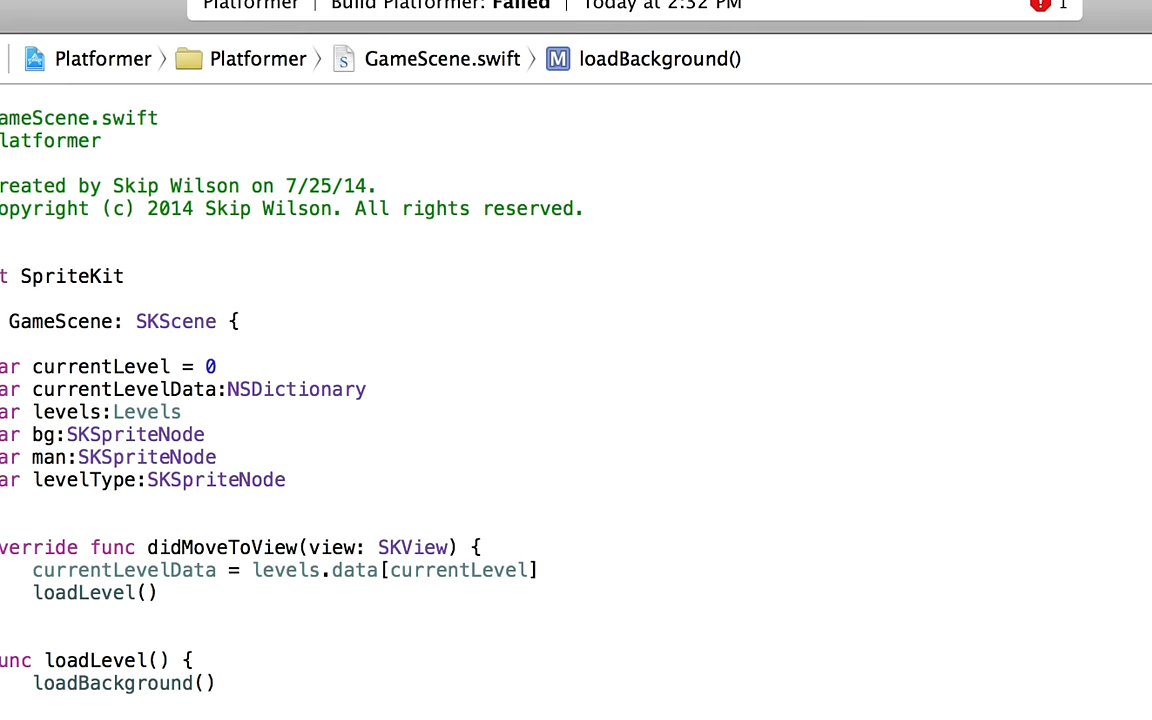 Platformer | Build Platformer: Failed | Today at 2:32 PM 1
Platformer 〉 Platformer 〉 GameScene.swift 〉 M loadBackground()
ameScene.swift
latformer
reated by Skip Wilson on 7/25/14.
opyright (c) 2014 Skip Wilson. All rights reserved.
t SpriteKit
GameScene: SKScene {
ar currentLevel = 0
ar currentLevelData:NSDictionary
ar levels:Levels
ar bg:SKSpriteNode
ar man:SKSpriteNode
ar levelType:SKSpriteNode
verride func didMoveToView(view: SKView) {
currentLevelData = levels.data[currentLevel]
loadLevel()
unc loadLevel() {
loadBackground()